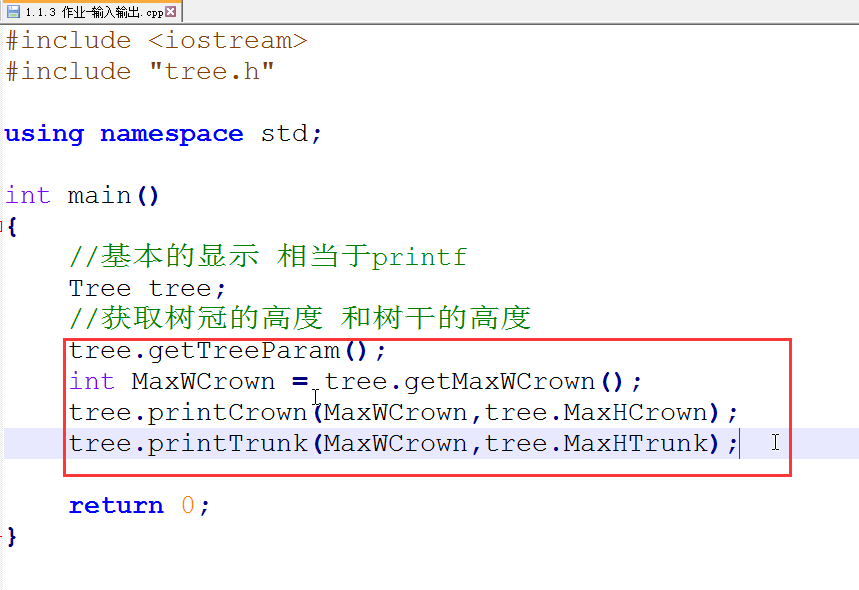 1.1.3 作业-输入输出.cpp
#include <iostream>
#include "tree.h"
using namespace std;
int main()
{
//基本的显示 相当于printf
Tree tree;
//获取树冠的高度 和树干的高度
tree.getTreeParam();
int MaxWCrown = tree.getMaxWCrown();
tree.printCrown(MaxWCrown,tree.MaxHCrown);
tree.printTrunk(MaxWCrown,tree.MaxHTrunk);
return 0;
}